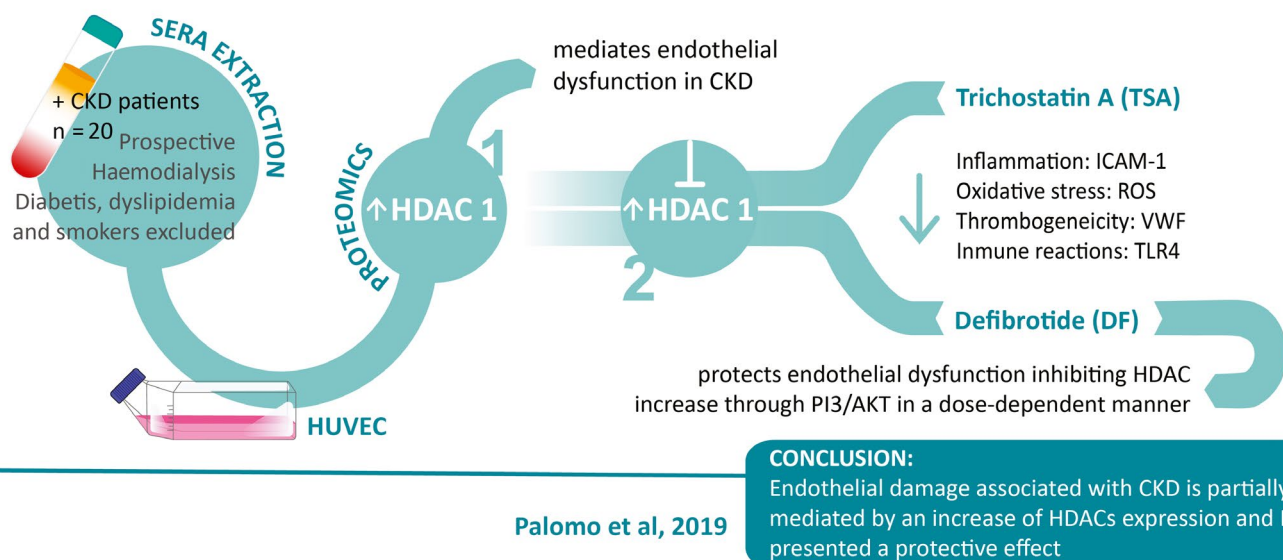 SERA EXTRACTION
+ CKD patients
n = 20
Prospective
Haemodialysis
Diabetis, dyslipidemia
and smokers excluded
HUVEC
PROTEOMICS
↑HDAC 1
1
mediates endothelial
dysfunction in CKD
↑HDAC 1
2
Trichostatin A (TSA)
Inflammation: ICAM-1
Oxidative stress: ROS
Thrombogeneicity: VWF
Inmune reactions: TLR4
Defibrotide (DF)
protects endothelial dysfunction inhibiting HDAC
increase through PI3/AKT in a dose-dependent manner
Palomo et al, 2019
CONCLUSION:
Endothelial damage associated with CKD is partially
mediated by an increase of HDACs expression and
presented a protective effect